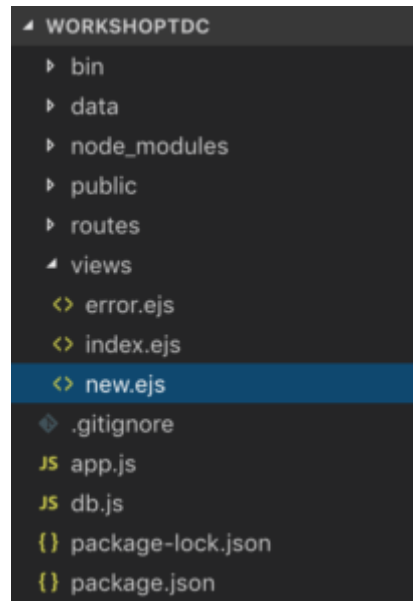 WORKSHOPTDC
bin
data
node_modules
public
routes
views
<> error.ejs
<> index.ejs
<> new.ejs
.gitignore
JS app.js
JS db.js
{} package-lock.json
{} package.json